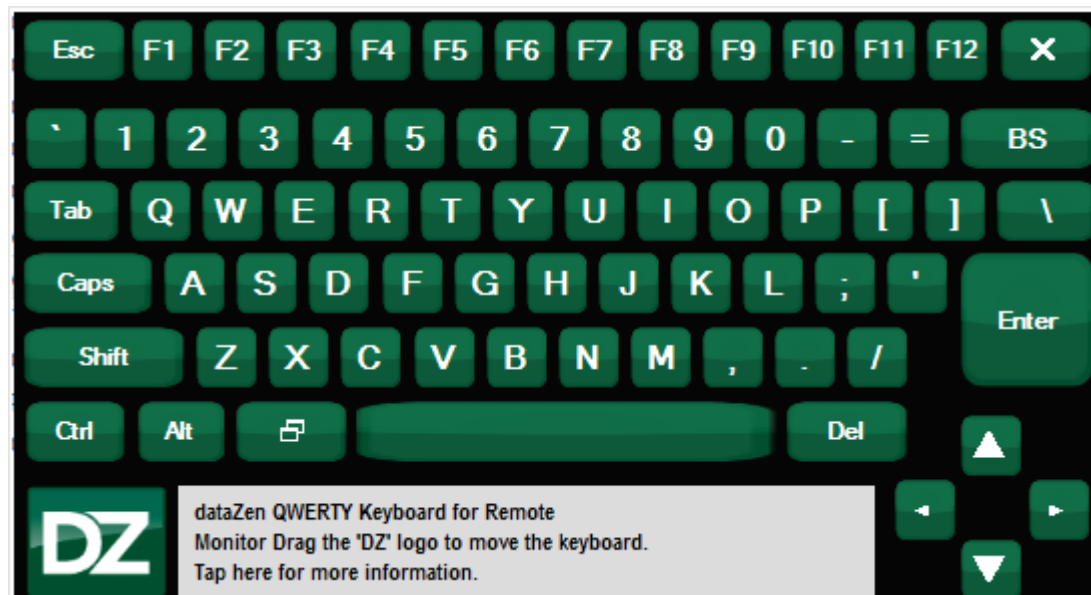 Esc F1 F2 F3 F4 F5 F6 F7 F8 F9 F10 F11 F12 X
` 1 2 3 4 5 6 7 8 9 0 - = BS
Tab Q W E R T Y U I O P [ ] \
Caps A S D F G H J K L ; ' Enter
Shift Z X C V B N M , . /
Ctrl Alt Del
DZ
dataZen QWERTY Keyboard for Remote
Monitor Drag the 'DZ' logo to move the keyboard.
Tap here for more information.